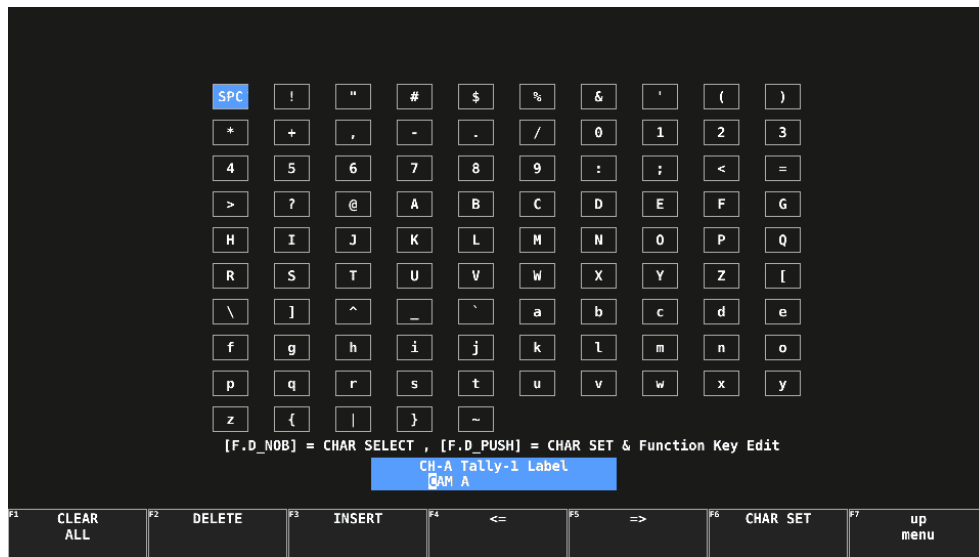 SPC ! " # $ % & ' ( )
* + , - . / 0 1 2 3
4 5 6 7 8 9 : ; < =
> ? @ A B C D E F G
H I J K L M N O P Q
R S T U V W X Y Z [
\ ] ^ _ ` a b c d e
f g h i j k l m n o
p q r s t u v w x y
z { | } ~
[F.D_NOB] = CHAR SELECT , [F.D_PUSH] = CHAR SET & Function Key Edit
CH-A Tally-1 Label
CAM A
F1 CLEAR F2 DELETE F3 INSERT F4 <= F5 => F6 CHAR SET F7 up
ALL menu